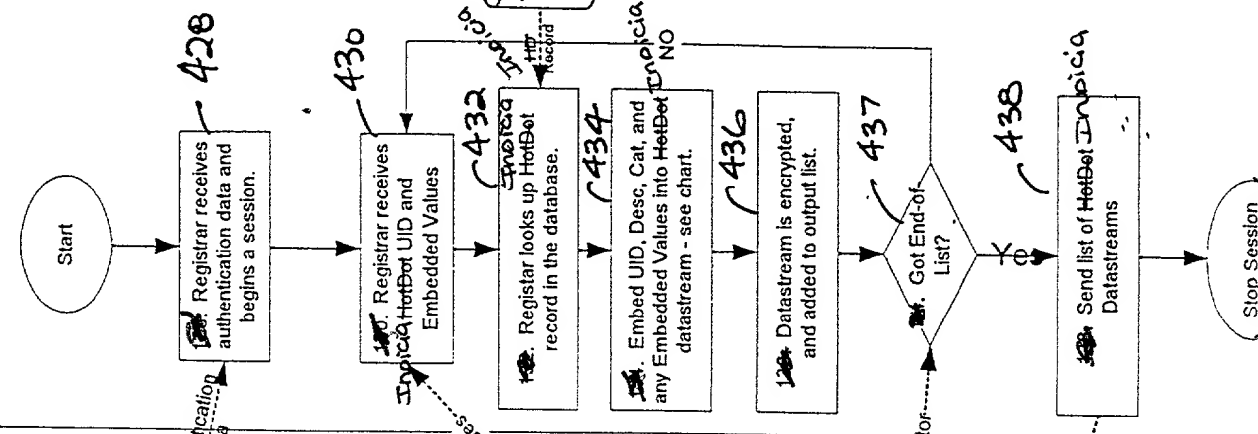 Start
428
Registrar receives
authentication data and
begins a session.
430
Registrar receives
Indicia HotDot UID and
Embedded Values
432
Indicia
Indicia
HD
Record
Registar looks up HotDot
record in the database.
434
Indicia
Embed UID, Desc, Cat, and
any Embedded Values into HotDot
datastream - see chart.
NO
436
Datastream is encrypted,
and added to output list.
437
Got End-of-
List?
Yes
438
Send list of HotDot Indicia
Datastreams
Stop Session